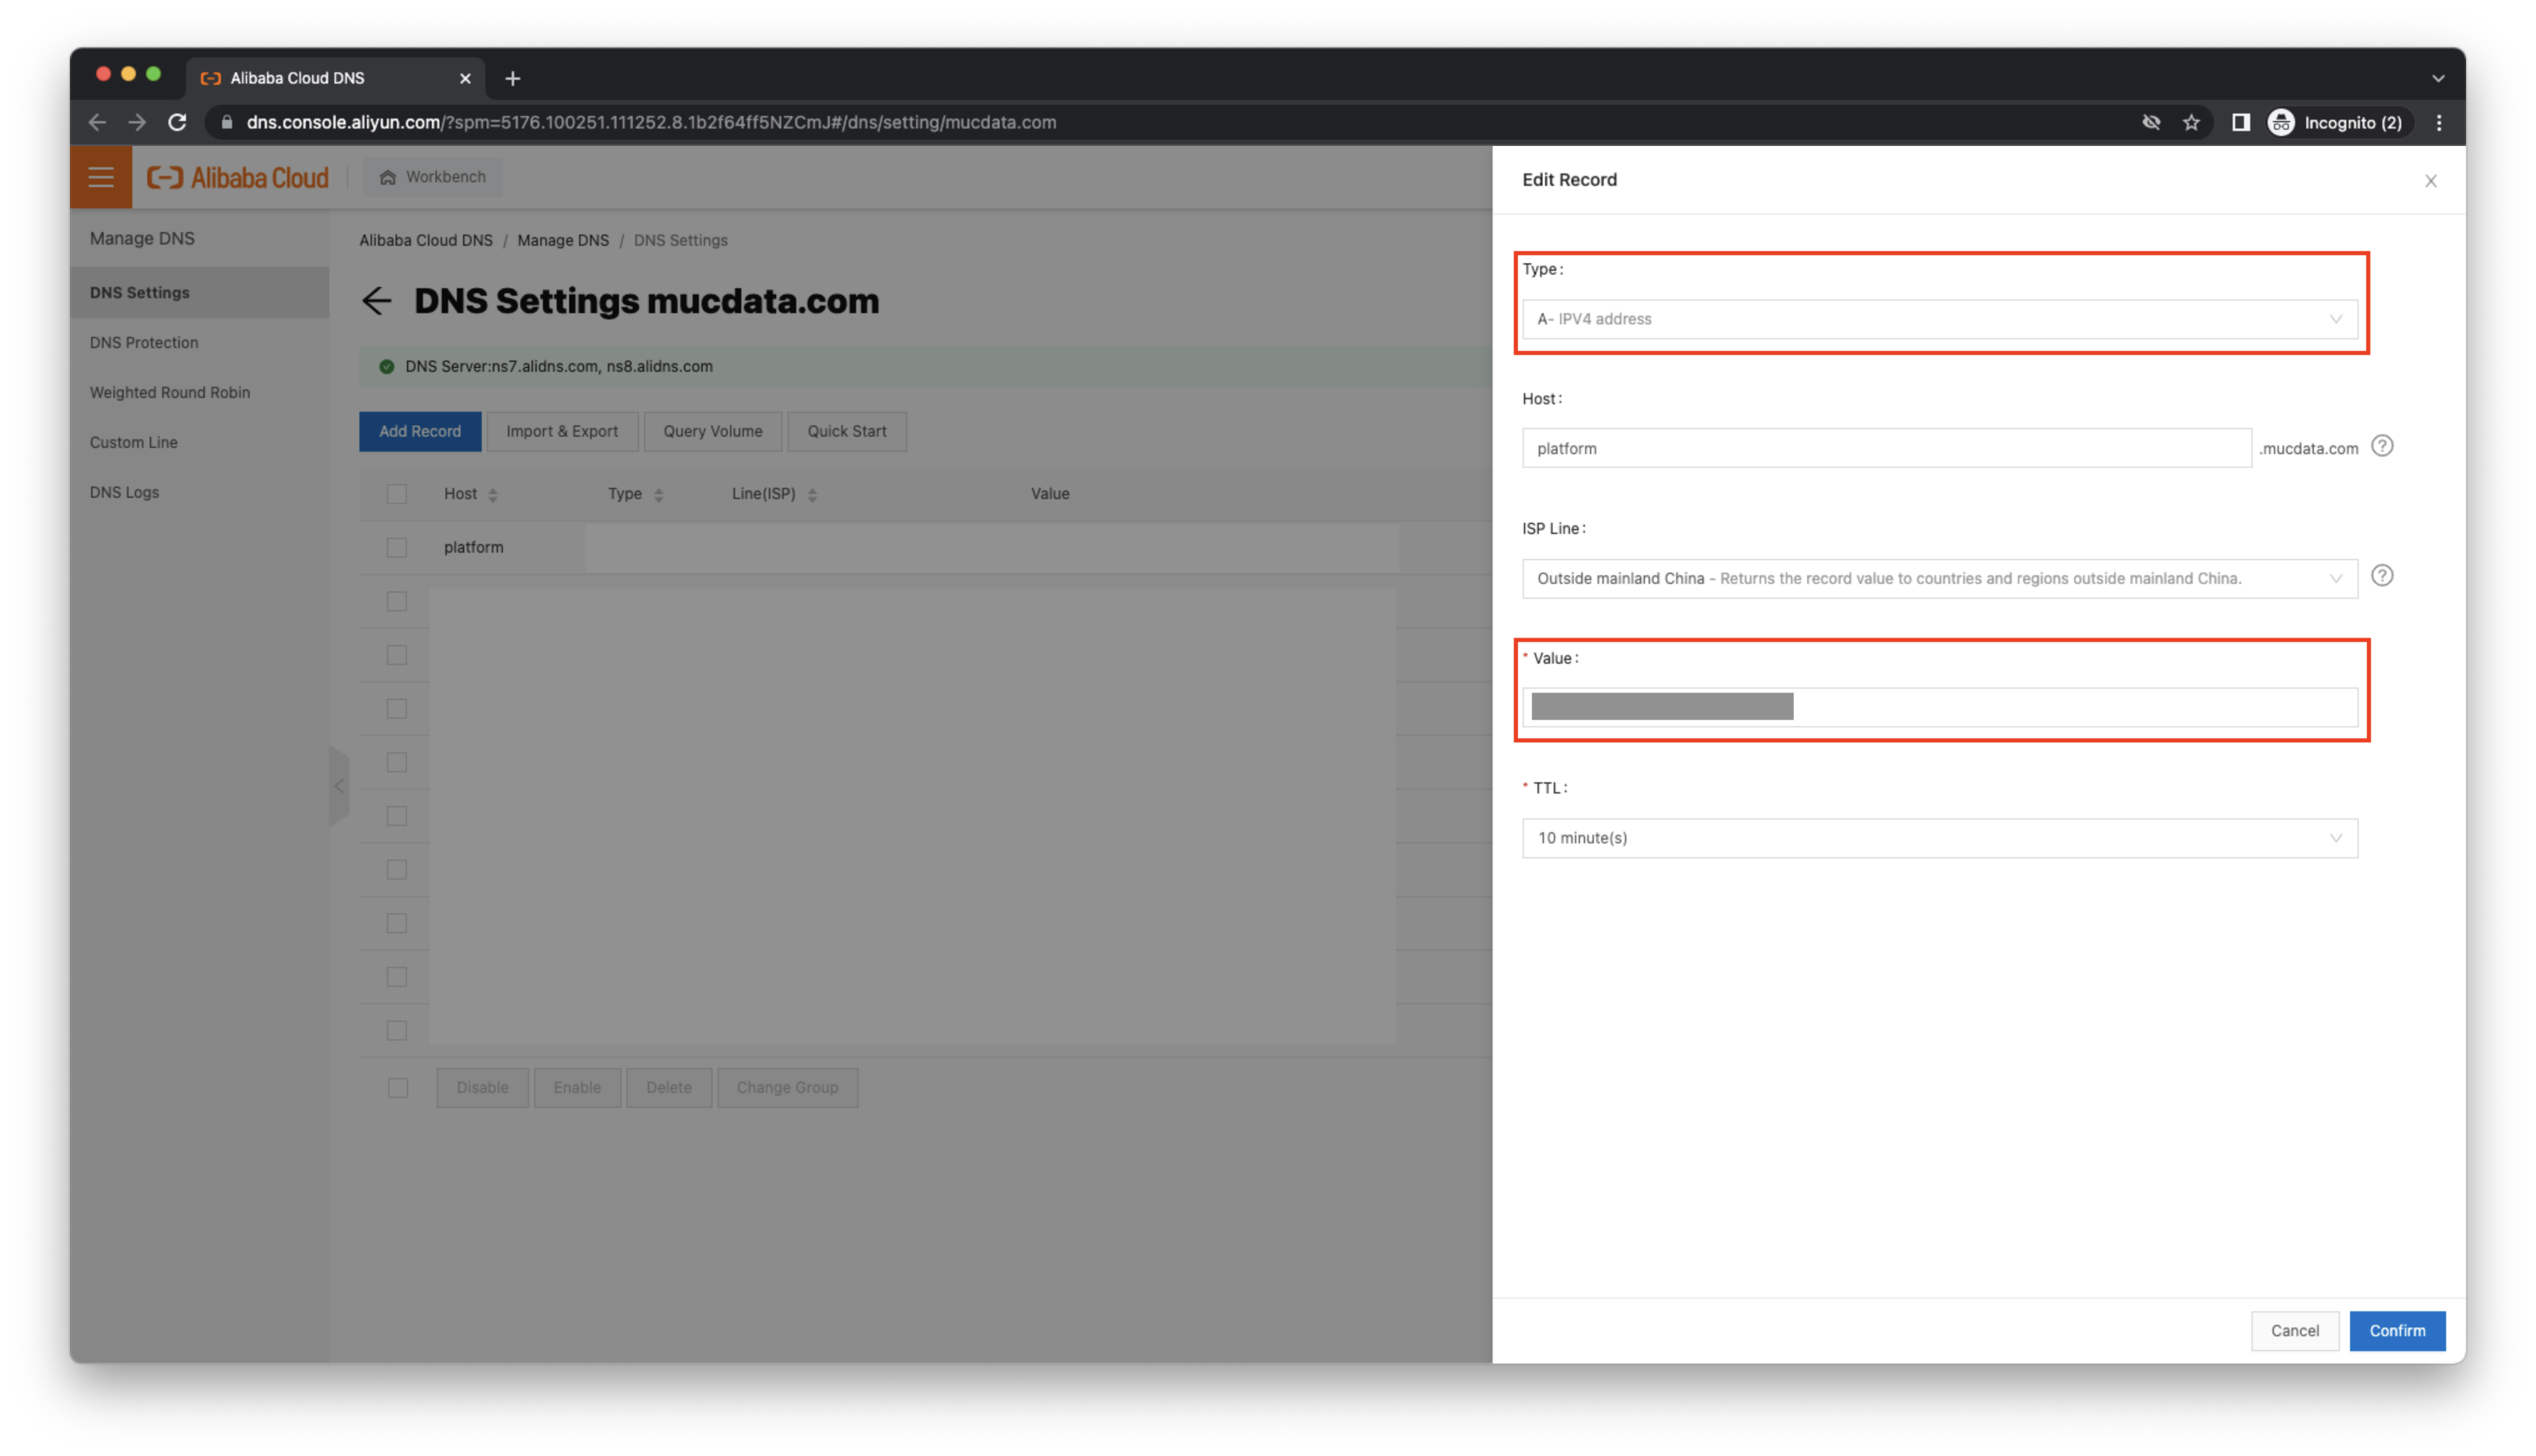 Alibaba Cloud DNS
dns.console.aliyun.com/?spm=5176.100251.111252.8.1b2f64ff5NZCmJ#/dns/setting/mucdata.com
Incognito (2)
Alibaba Cloud
Workbench
Manage DNS
DNS Settings
DNS Protection
Weighted Round Robin
Custom Line
DNS Logs
Alibaba Cloud DNS / Manage DNS / DNS Settings
DNS Settings mucdata.com
DNS Server:ns7.alidns.com, ns8.alidns.com
Add Record Import & Export Query Volume Quick Start
Host Type Line(ISP) Value
platform
Disable Enable Delete Change Group
Edit Record
Type:
A- IPV4 address
Host:
platform .mucdata.com
ISP Line:
Outside mainland China - Returns the record value to countries and regions outside mainland China.
* Value:
* TTL:
10 minute(s)
Cancel Confirm